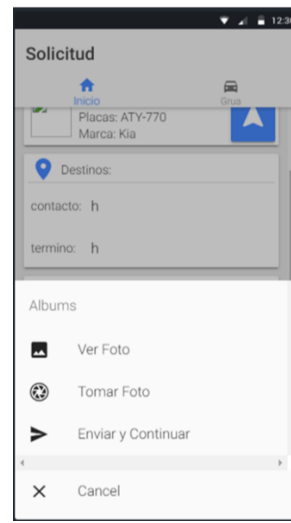 12:30
Solicitud
Inicio
Grua
Placas: ATY-770
Marca: Kia
Destinos:
contacto: h
termino: h
Albums
Ver Foto
Tomar Foto
Enviar y Continuar
Cancel